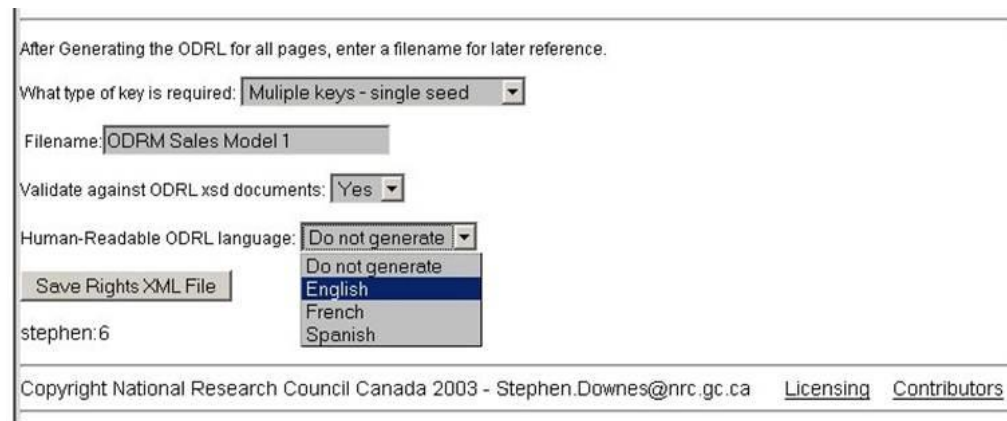 After Generating the ODRL for all pages, enter a filename for later reference.
What type of key is required: Muliple keys - single seed
Filename: ODRM Sales Model 1
Validate against ODRL xsd documents: Yes
Human-Readable ODRL language: Do not generate
Do not generate
English
French
Spanish
Save Rights XML File
stephen:6
Copyright National Research Council Canada 2003 - Stephen.Downes@nrc.gc.ca Licensing Contributors